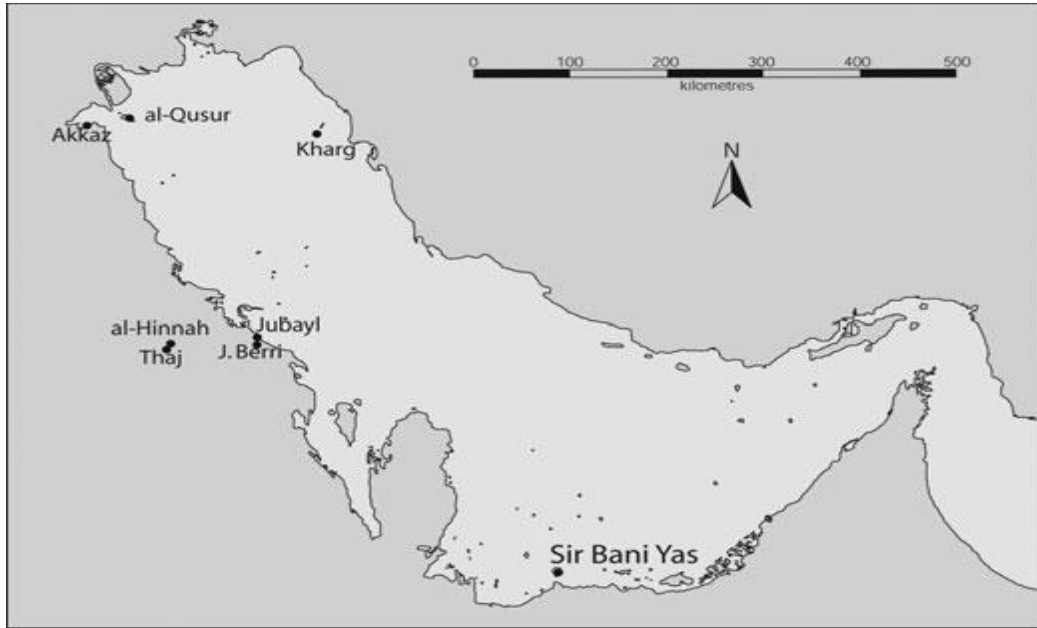 0 100 200 300 400 500
kilometres
al-Qusur
Akkaz
Kharg
N
al-Hinnah
Jubayl
Thaj
J. Berri
Sir Bani Yas